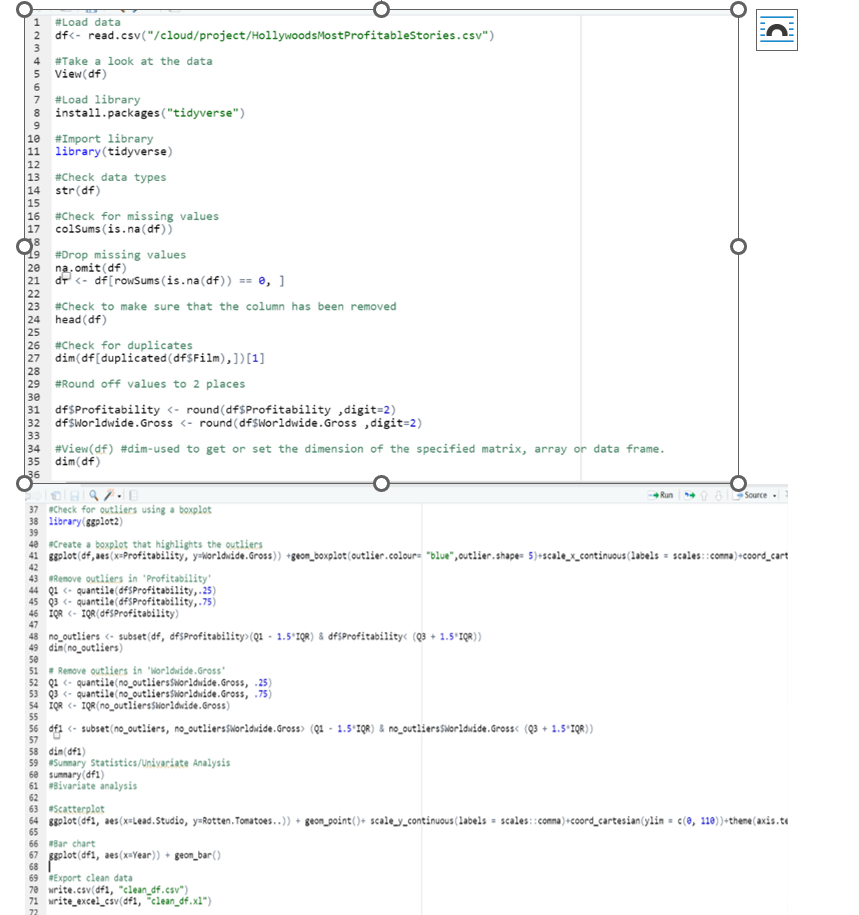 1 #Load data
2 df<- read.csv("/cloud/project/HollywoodsMostProfitableStories.csv")
3
4 #Take a look at the data
5 View(df)
6
7 #Load library
8 install.packages("tidyverse")
9
10 #Import library
11 library(tidyverse)
12
13 #Check data types
14 str(df)
15
16 #Check for missing values
17 colSums(is.na(df))
18
19 #Drop missing values
20 na.omit(df)
21 df <- df[rowSums(is.na(df)) == 0, ]
22
23 #Check to make sure that the column has been removed
24 head(df)
25
26 #Check for duplicates
27 dim(df[duplicated(df$Film),])[1]
28
29 #Round off values to 2 places
30
31 df$Profitability <- round(df$Profitability ,digit=2)
32 df$Worldwide.Gross <- round(df$Worldwide.Gross ,digit=2)
33
34 #View(df) #dim-used to get or set the dimension of the specified matrix, array or data frame.
35 dim(df)
36
Run Source
37 #Check for outliers using a boxplot
38 library(ggplot2)
39
40 #Create a boxplot that highlights the outliers
41 ggplot(df,aes(x=Profitability, y=Worldwide.Gross)) +geom_boxplot(outlier.colour= "blue",outlier.shape= 5)+scale_x_continuous(labels = scales::comma)+coord_cart
42
43 #Remove outliers in 'Profitability'
44 Q1 <- quantile(df$Profitability,.25)
45 Q3 <- quantile(df$Profitability,.75)
46 IQR <- IQR(df$Profitability)
47
48 no_outliers <- subset(df, df$Profitability>(Q1 - 1.5*IQR) & df$Profitability< (Q3 + 1.5*IQR))
49 dim(no_outliers)
50
51 # Remove outliers in 'Worldwide.Gross'
52 Q1 <- quantile(no_outliers$Worldwide.Gross, .25)
53 Q3 <- quantile(no_outliers$Worldwide.Gross, .75)
54 IQR <- IQR(no_outliers$Worldwide.Gross)
55
56 df1 <- subset(no_outliers, no_outliers$Worldwide.Gross> (Q1 - 1.5*IQR) & no_outliers$Worldwide.Gross< (Q3 + 1.5*IQR))
57
58 dim(df1)
59 #Summary Statistics/Univariate Analysis
60 summary(df1)
61 #Bivariate analysis
62
63 #Scatterplot
64 ggplot(df1, aes(x=Lead.Studio, y=Rotten.Tomatoes..)) + geom_point()+ scale_y_continuous(labels = scales::comma)+coord_cartesian(ylim = c(0, 110))+theme(axis.te
65
66 #Bar chart
67 ggplot(df1, aes(x=Year)) + geom_bar()
68
69 #Export clean data
70 write.csv(df1, "clean_df.csv")
71 write_excel_csv(df1, "clean_df.xl")
72